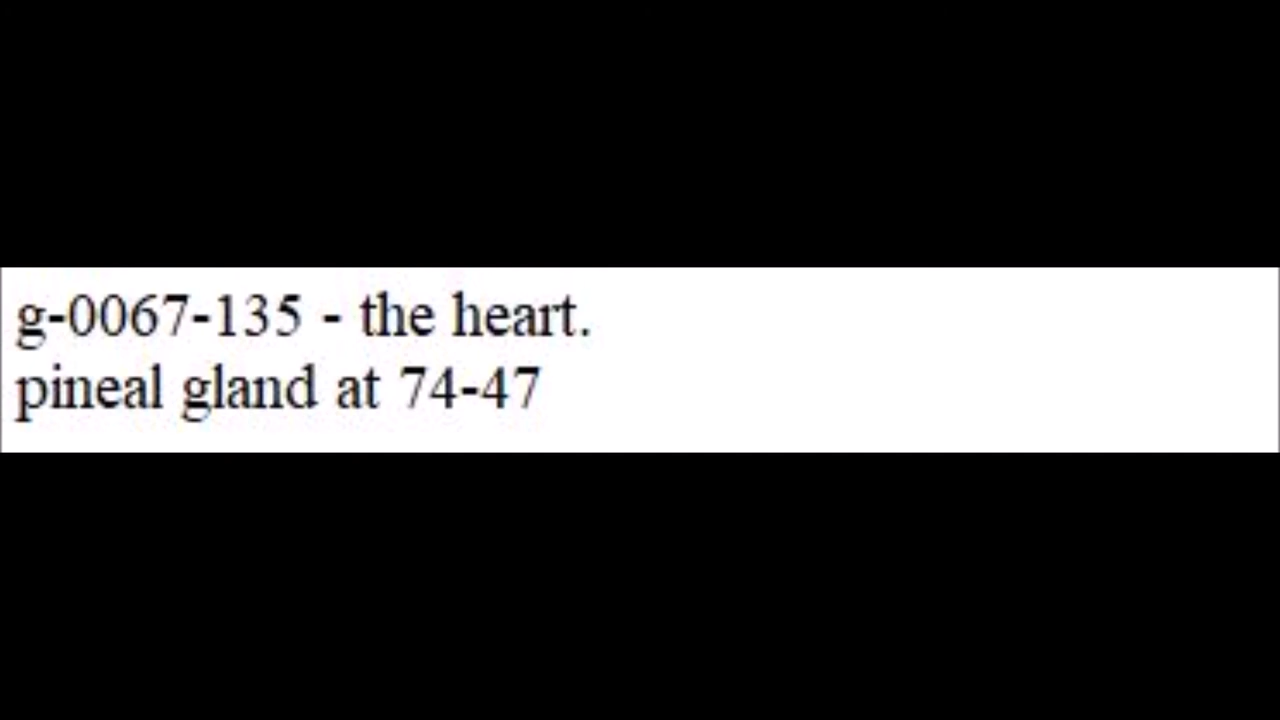 g-0067-135 - the heart.
pineal gland at 74-47